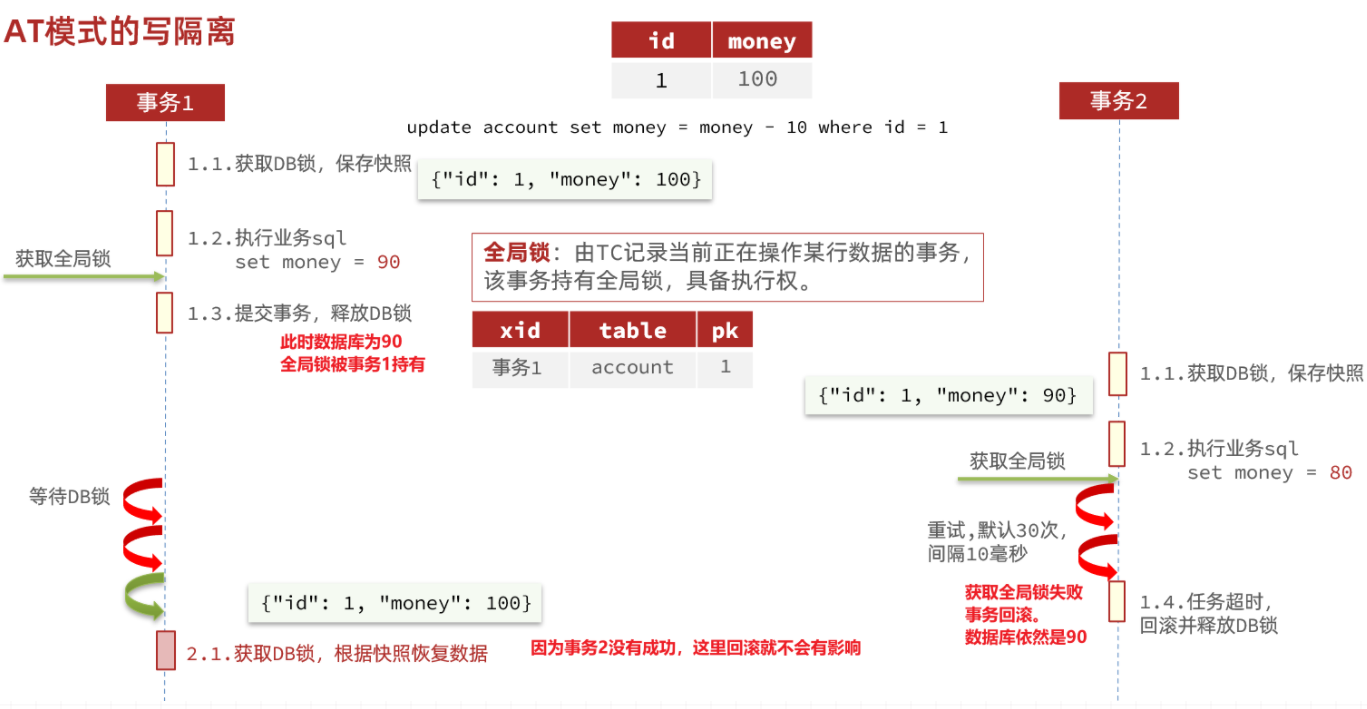 AT模式的写隔离
id money
1 100
事务1
事务2
update account set money = money - 10 where id = 1
1.1.获取DB锁，保存快照
{"id": 1, "money": 100}
1.2.执行业务sql
set money = 90
获取全局锁
全局锁：由TC记录当前正在操作某行数据的事务，
该事务持有全局锁，具备执行权。
1.3.提交事务，释放DB锁
此时数据库为90
全局锁被事务1持有
xid table pk
事务1 account 1
1.1.获取DB锁，保存快照
{"id": 1, "money": 90}
1.2.执行业务sql
set money = 80
获取全局锁
等待DB锁
重试,默认30次，
间隔10毫秒
获取全局锁失败
事务回滚。
数据库依然是90
1.4.任务超时，
回滚并释放DB锁
{"id": 1, "money": 100}
2.1.获取DB锁，根据快照恢复数据
因为事务2没有成功，这里回滚就不会有影响